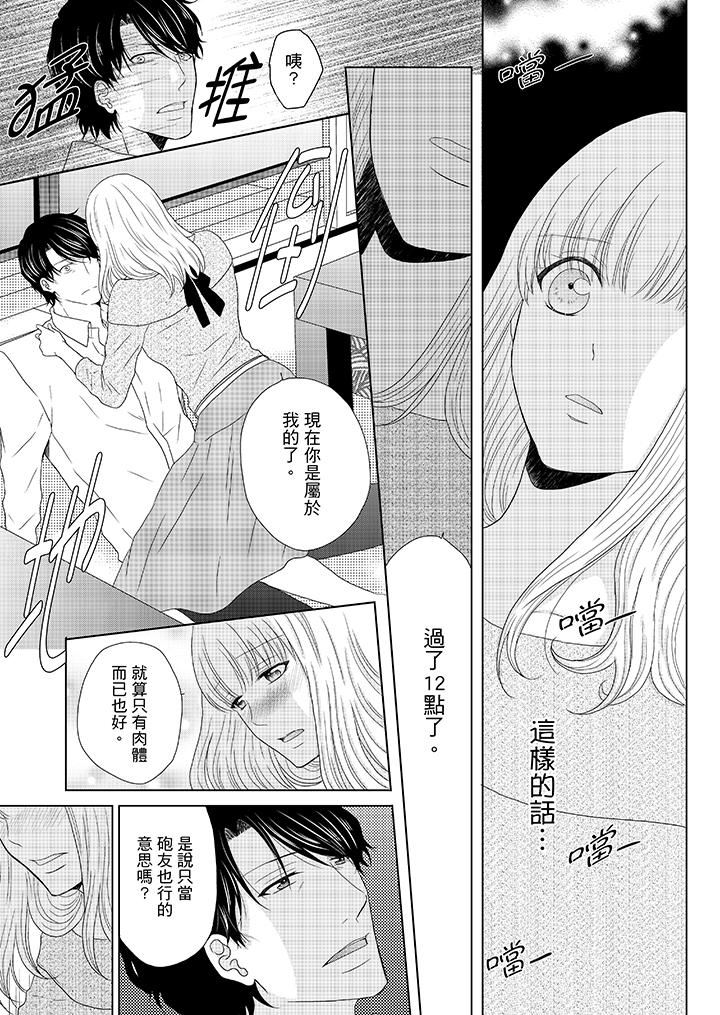 噹—
噹—
這樣的話…
噹—
噹—
過了12點了。
咦？
猛
推
現在你是屬於
我的了。
就算只有肉體
而已也好。
是說只當
砲友也行的
意思嗎？